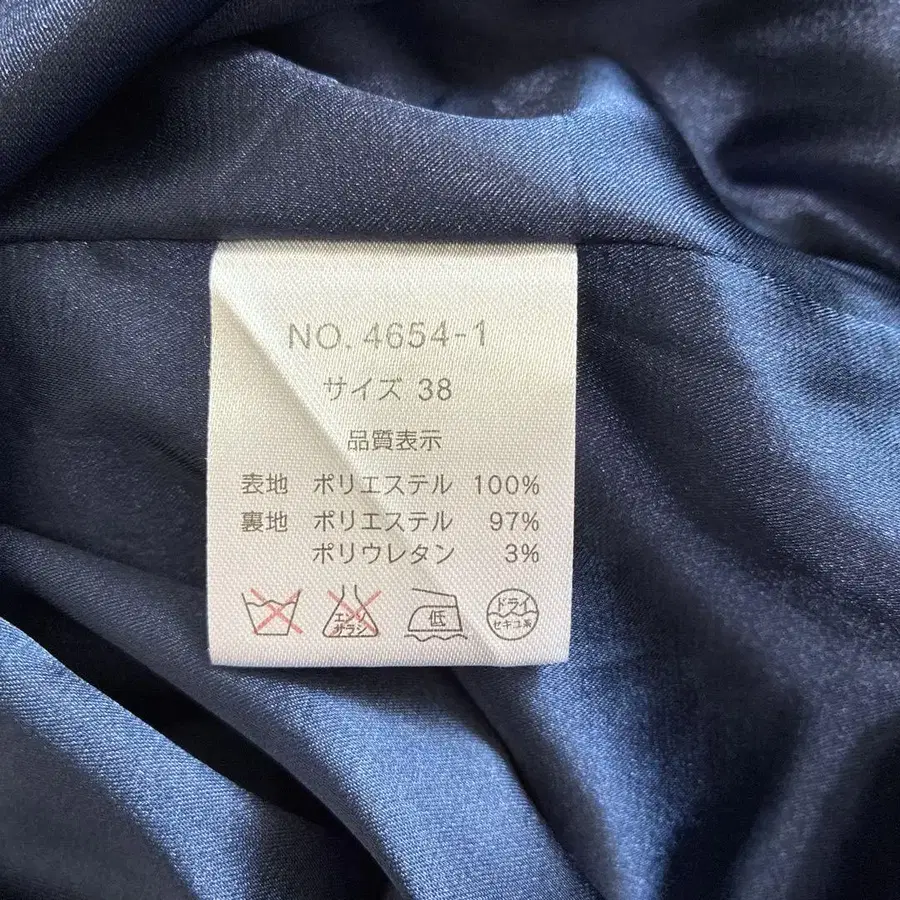 NO. 4654-1
サイズ 38
品質表示
表地 ポリエステル 100%
裏地 ポリエステル 97%
ポリウレタン 3%
エンソ
サラシ
低
ドライ
セキユ系